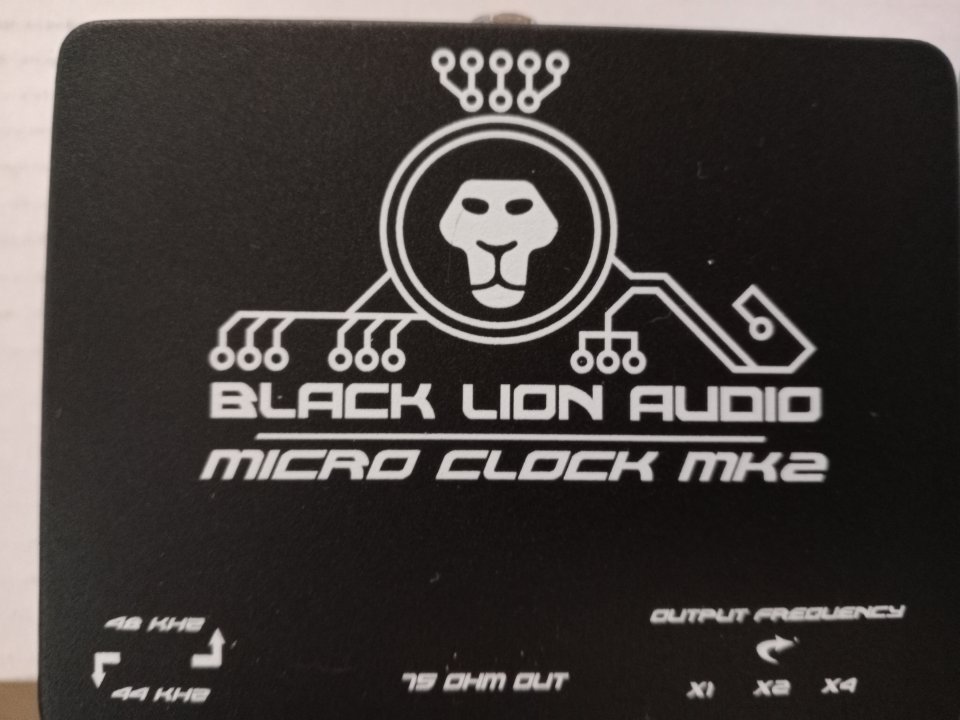 BLACK LION AUDIO
MICRO CLOCK MK2
48 KHZ
44 KHZ
75 OHM OUT
OUTPUT FREQUENCY
X1 X2 X4